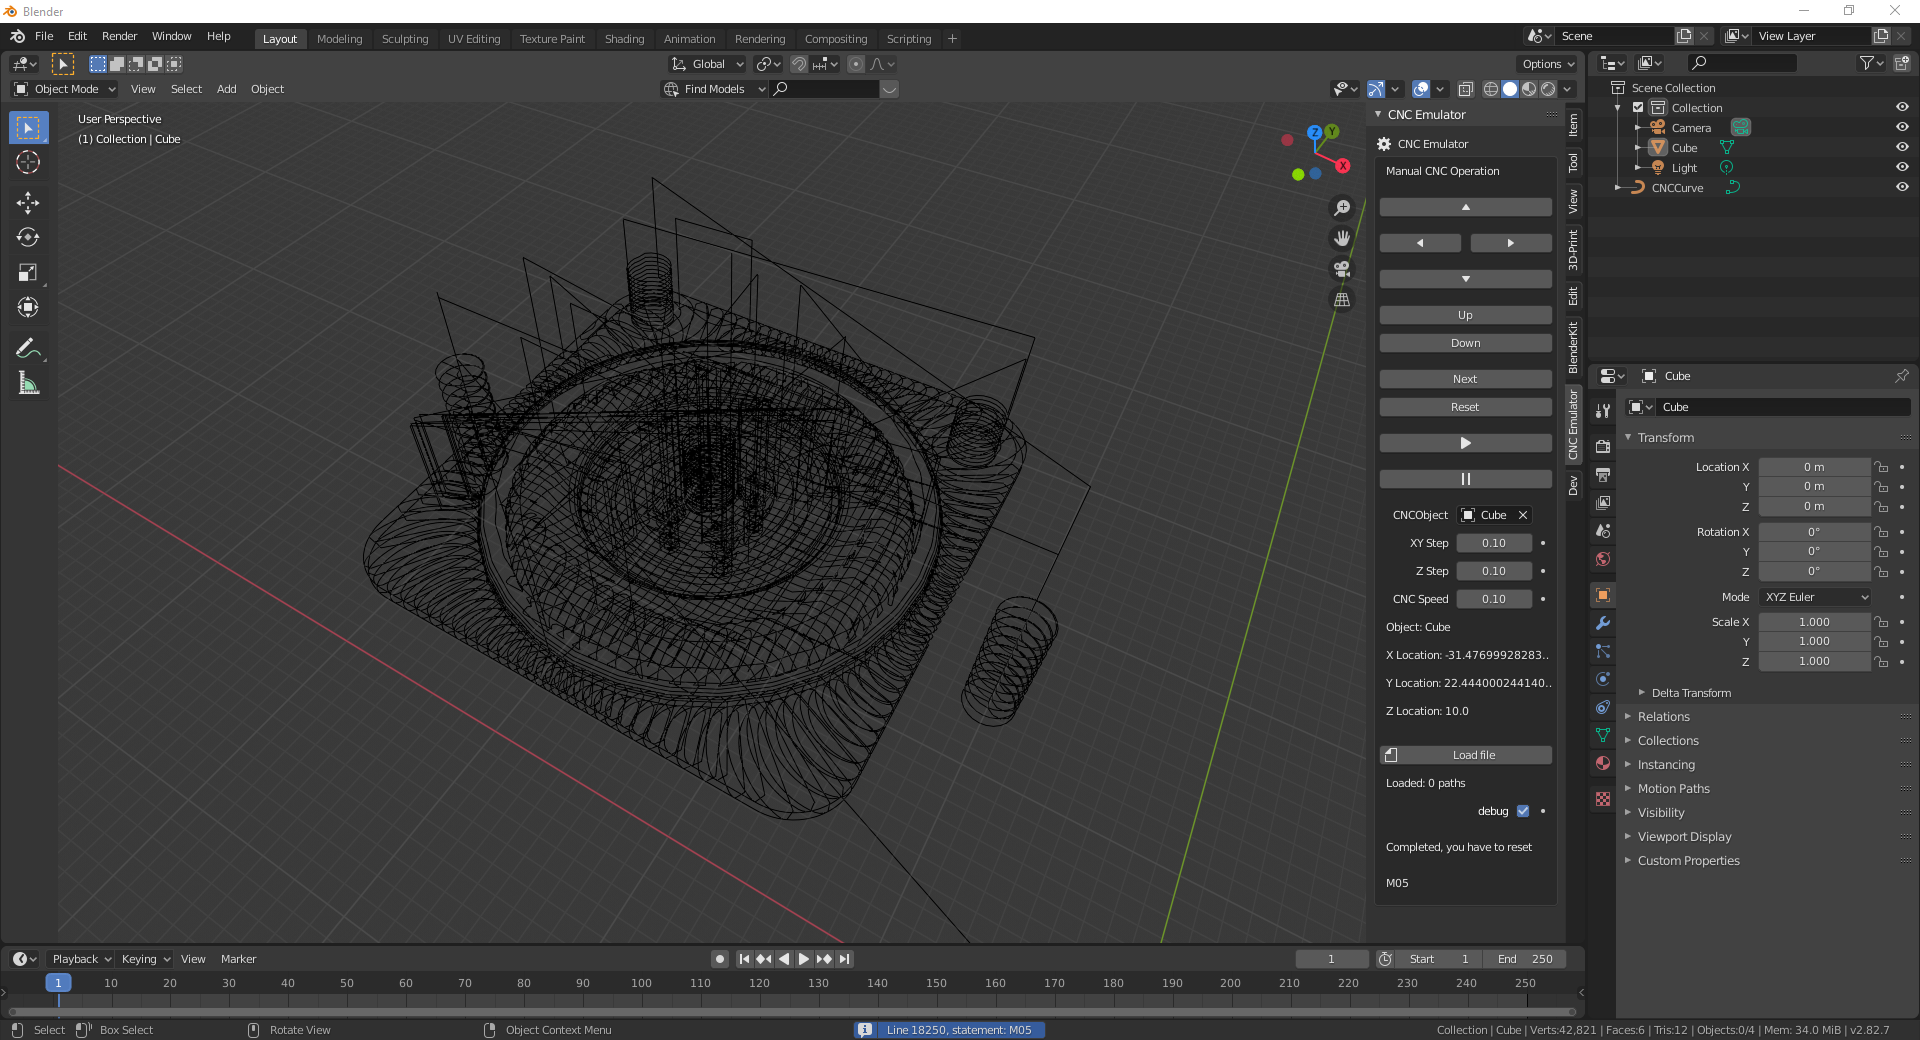 Blender
File Edit Render Window Help
Layout Modeling Sculpting UV Editing Texture Paint Shading Animation Rendering Compositing Scripting +
Scene
View Layer
Global
Options
Object Mode View Select Add Object
Find Models
User Perspective
(1) Collection | Cube
Z
Y
X
CNC Emulator
CNC Emulator
Manual CNC Operation
Up
Down
Next
Reset
CNCObject Cube
XY Step 0.10
Z Step 0.10
CNC Speed 0.10
Object: Cube
X Location: -31.47699928283..
Y Location: 22.444000244140..
Z Location: 10.0
Load file
Loaded: 0 paths
debug
Completed, you have to reset
M05
Item
Tool
View
3D-Print
Edit
BlenderKit
CNC Emulator
Dev
Scene Collection
Collection
Camera
Cube
Light
CNCCurve
Cube
Cube
Transform
Location X 0 m
Y 0 m
Z 0 m
Rotation X 0°
Y 0°
Z 0°
Mode XYZ Euler
Scale X 1.000
Y 1.000
Z 1.000
Delta Transform
Relations
Collections
Instancing
Motion Paths
Visibility
Viewport Display
Custom Properties
Playback Keying View Marker
1
Start 1
End 250
1 10 20 30 40 50 60 70 80 90 100 110 120 130 140 150 160 170 180 190 200 210 220 230 240 250
Select Box Select Rotate View Object Context Menu
Line 18250, statement: M05
Collection | Cube | Verts:42,821 | Faces:6 | Tris:12 | Objects:0/4 | Mem: 34.0 MiB | v2.82.7